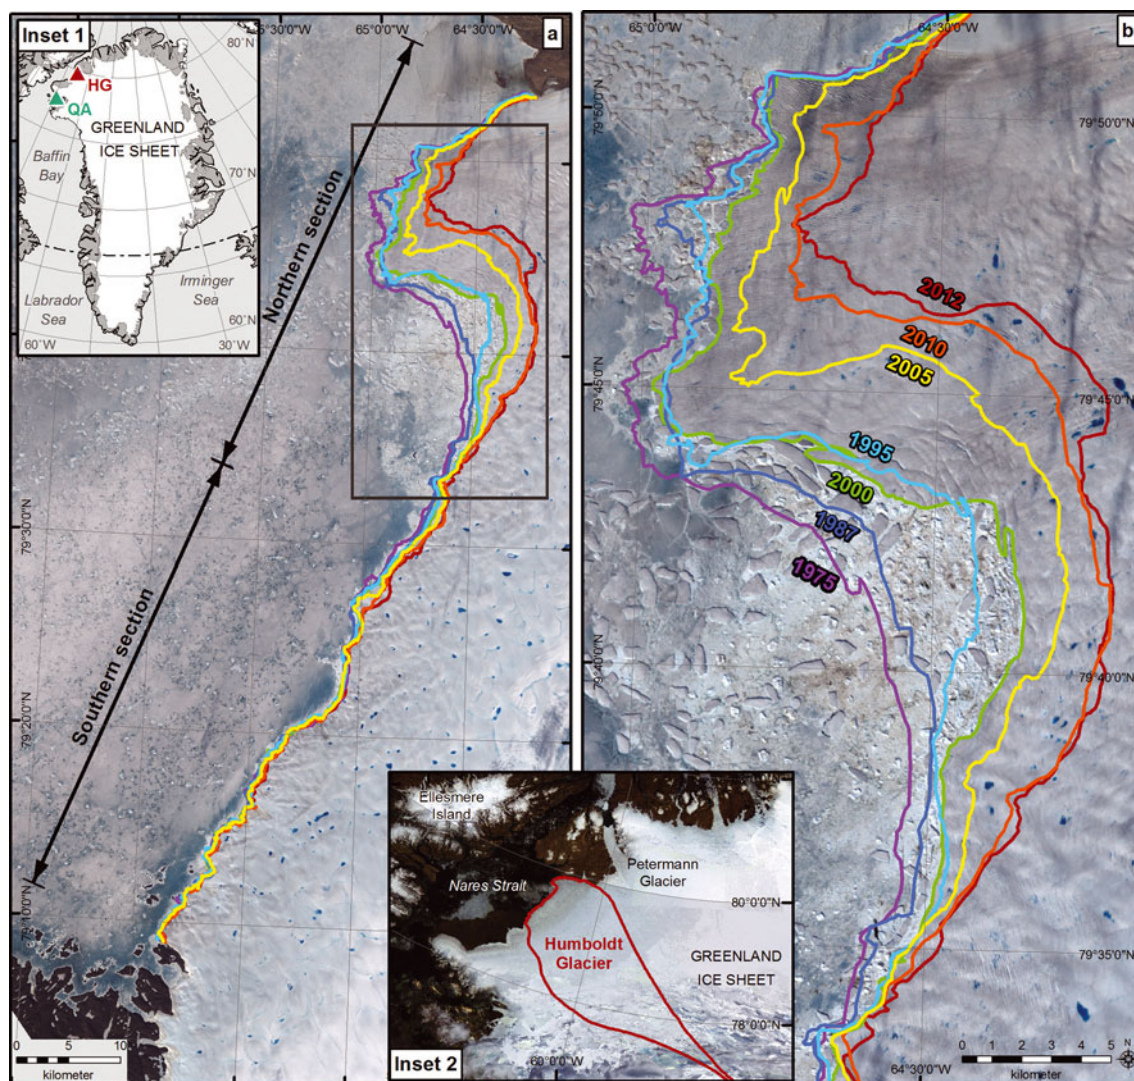 Inset 1
80°N
HG
QA
GREENLAND
ICE SHEET
Baffin
Bay
70°N
Labrador
Sea
Irminger
Sea
60°N
60°W
30°W
65°0'0"W
64°30'0"W
a
Northern section
Southern section
79°30'0"N
79°20'0"N
79°10'0"N
0
5
10
kilometer
Ellesmere
Island
Petermann
Glacier
Nares Strait
80°0'0"N
Humboldt
Glacier
GREENLAND
ICE SHEET
78°0'0"N
60°0'0"W
Inset 2
65°0'0"W
64°30'0"W
b
79°50'0"N
79°50'0"N
2012
2010
2005
79°45'0"N
79°45'0"N
1995
2000
1987
1975
79°40'0"N
79°40'0"N
79°35'0"N
64°30'0"W
0
1
2
3
4
5
kilometer
N